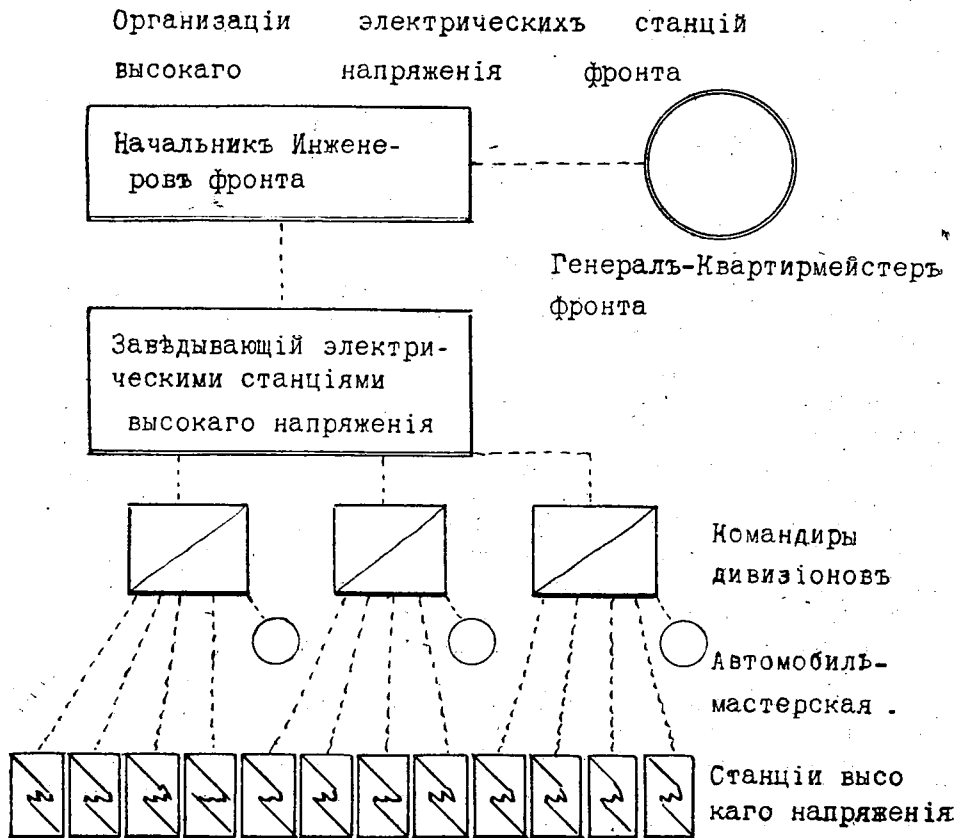 Организаціи электрическихъ станцій
высокаго напряженія фронта
Начальникъ Инжене-
ровъ фронта
Генералъ-Квартирмейстеръ
фронта
Завѣдывающій электри-
ческими станціями
высокаго напряженія
Командиры
дивизіоновъ
Автомобиль-
мастерская .
Станціи высо
каго напряженія